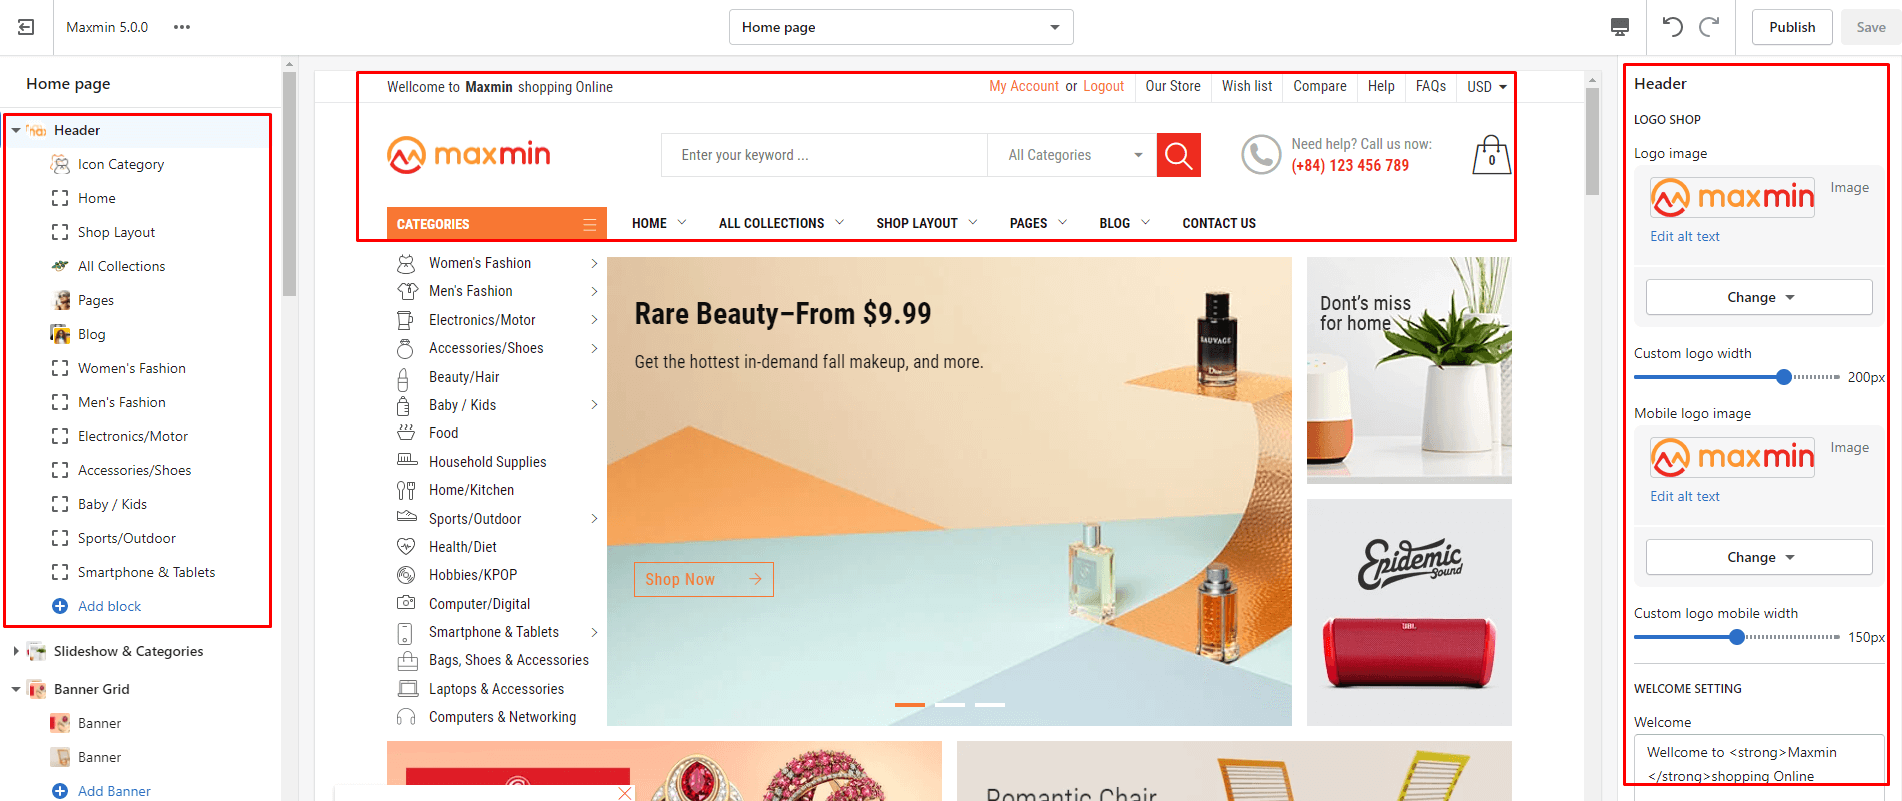 Maxmin 5.0.0
Home page
Publish
Save
Home page
Header
Icon Category
Home
Shop Layout
All Collections
Pages
Blog
Women's Fashion
Men's Fashion
Electronics/Motor
Accessories/Shoes
Baby / Kids
Sports/Outdoor
Smartphone & Tablets
Add block
Slideshow & Categories
Banner Grid
Banner
Banner
Add Banner
Wellcome to Maxmin shopping Online
My Account or Logout
Our Store
Wish list
Compare
Help
FAQs
USD
maxmin
Enter your keyword ...
All Categories
Need help? Call us now:
(+84) 123 456 789
0
CATEGORIES
HOME
ALL COLLECTIONS
SHOP LAYOUT
PAGES
BLOG
CONTACT US
Women's Fashion
Men's Fashion
Electronics/Motor
Accessories/Shoes
Beauty/Hair
Baby / Kids
Food
Household Supplies
Home/Kitchen
Sports/Outdoor
Health/Diet
Hobbies/KPOP
Computer/Digital
Smartphone & Tablets
Bags, Shoes & Accessories
Laptops & Accessories
Computers & Networking
Rare Beauty–From $9.99
Get the hottest in-demand fall makeup, and more.
Shop Now
SAUVAGE
Dior
Dont's miss
for home
Epidemic
Sound
JBL
Romantic Chair
Header
LOGO SHOP
Logo image
maxmin
Image
Edit alt text
Change
Custom logo width
200px
Mobile logo image
maxmin
Image
Edit alt text
Change
Custom logo mobile width
150px
WELCOME SETTING
Welcome
Wellcome to <strong>Maxmin
</strong>shopping Online